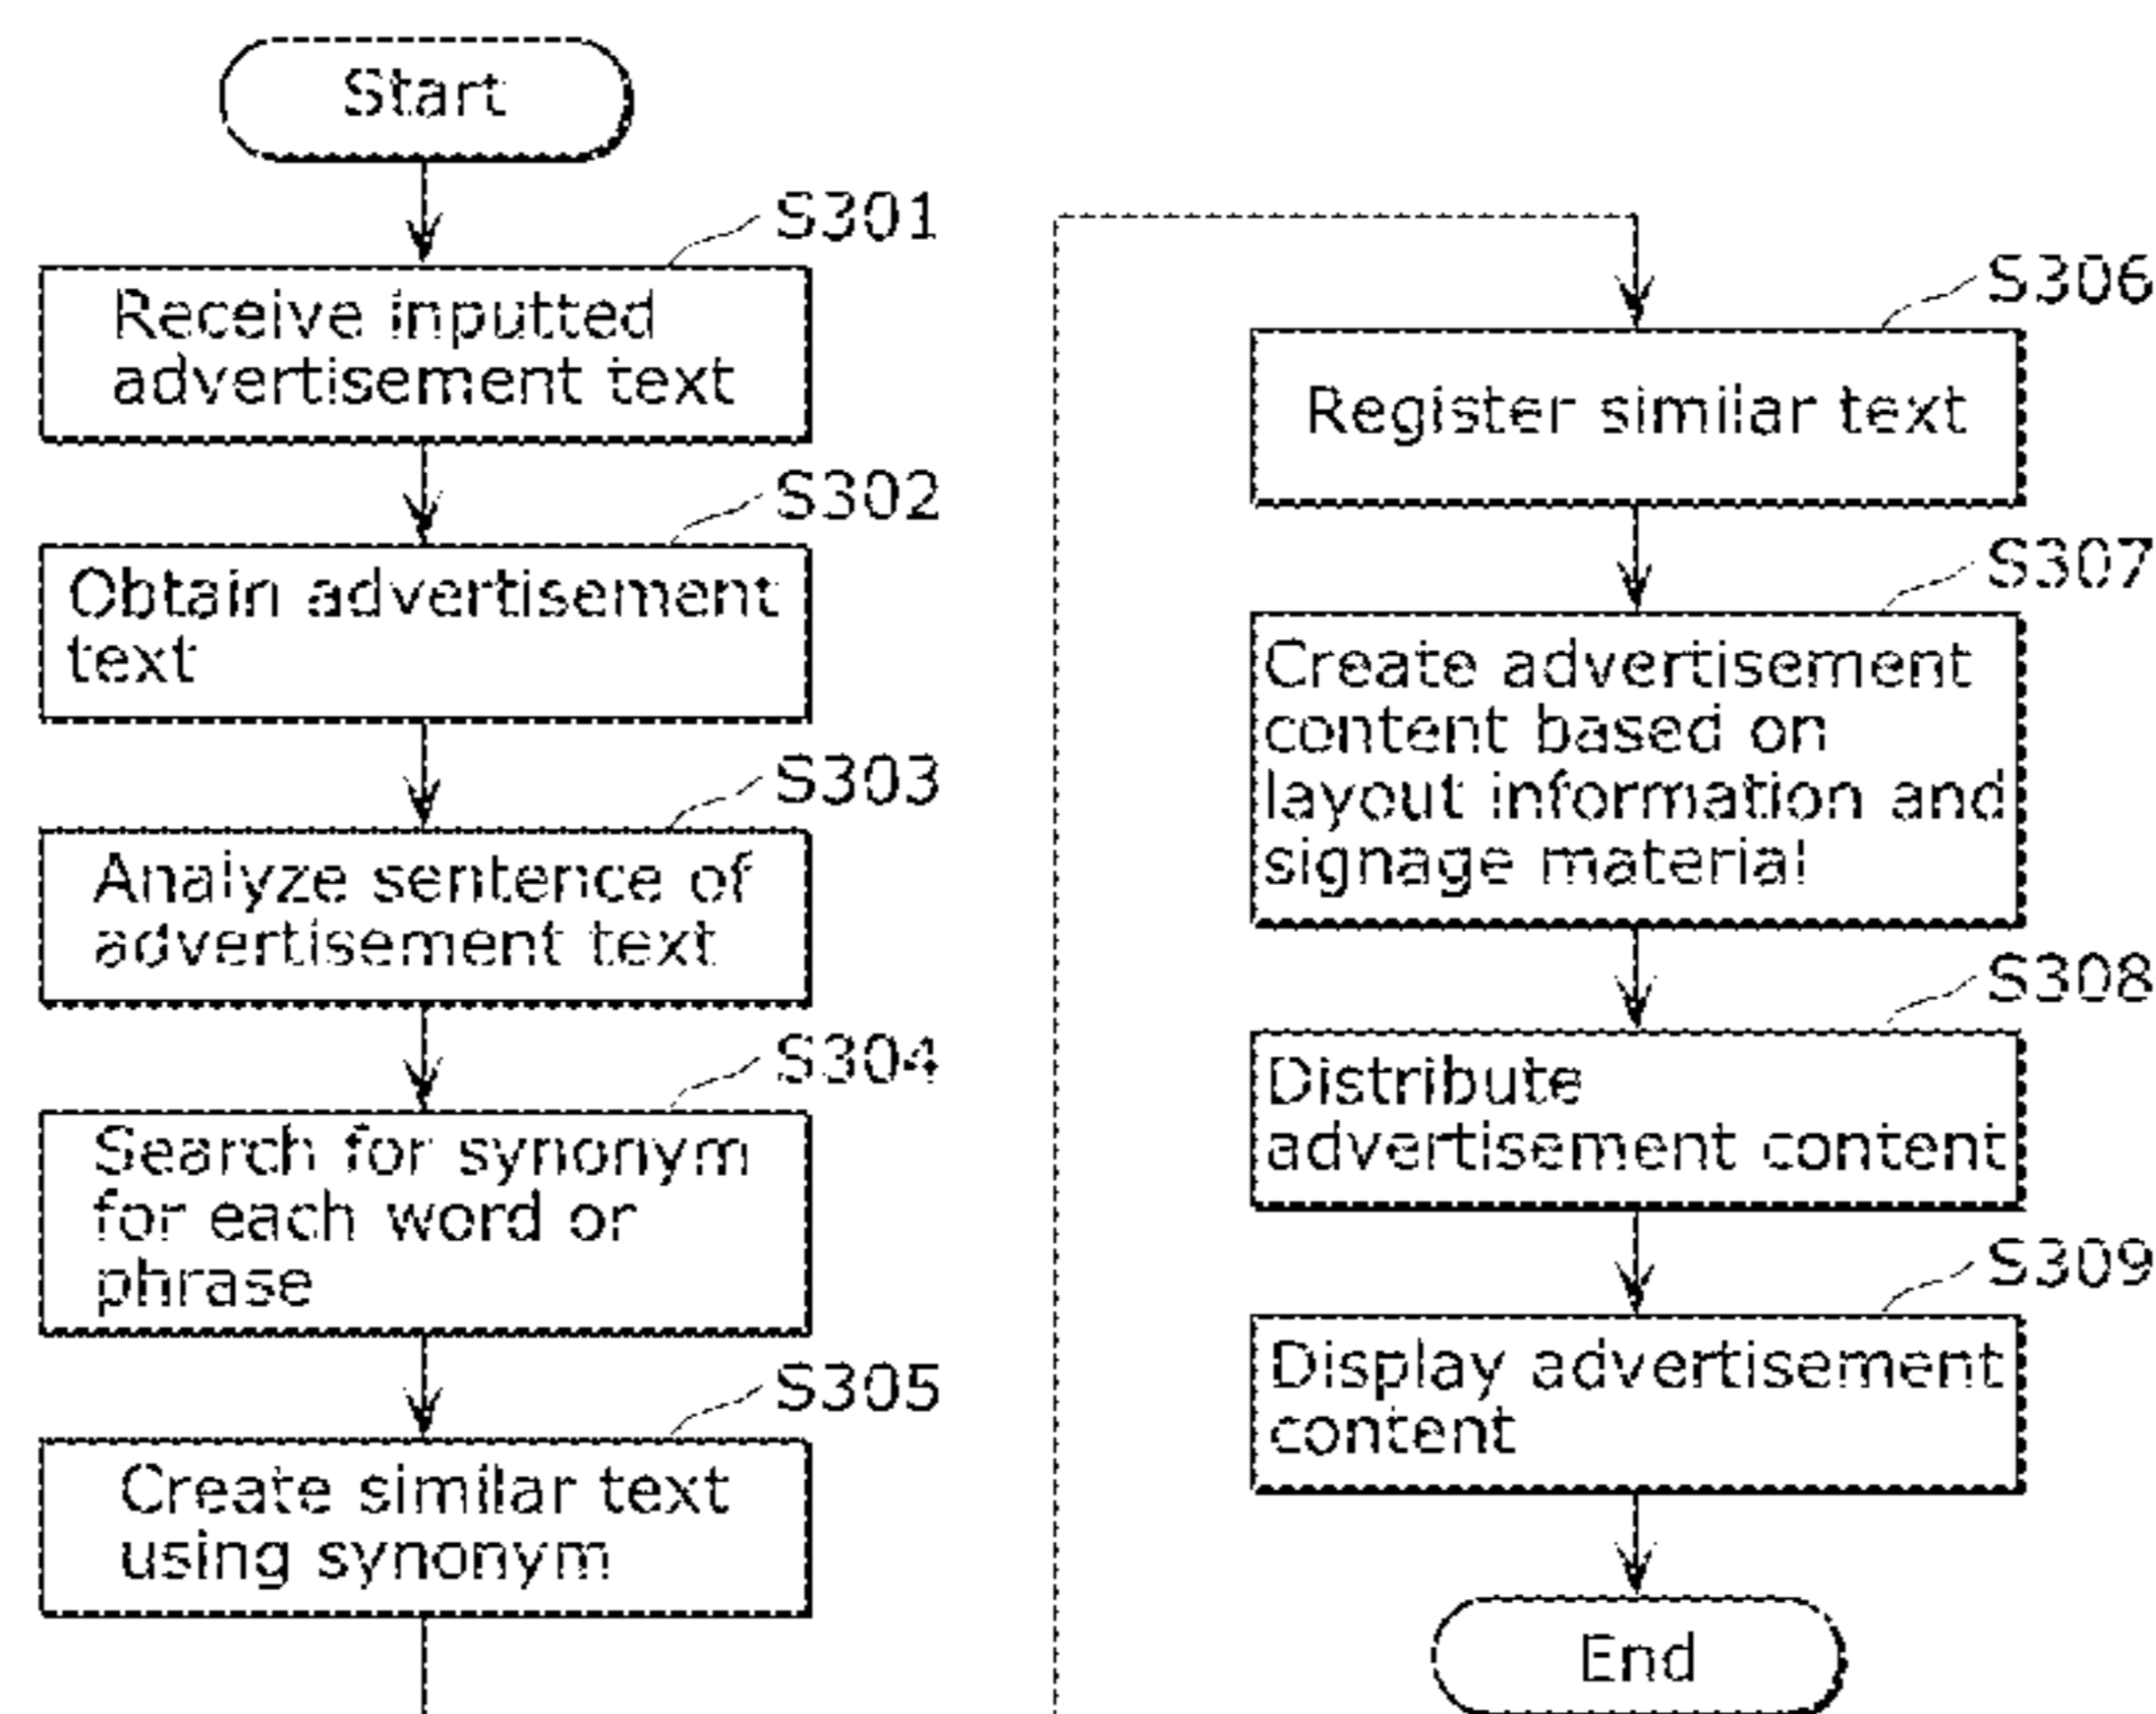 Start
S301
Receive inputted
advertisement text
S302
Obtain advertisement
text
S303
Analyze sentence of
advertisement text
S304
Search for synonym
for each word or
phrase
S305
Create similar text
using synonym
S306
Register similar text
S307
Create advertisement
content based on
layout information and
signage material
S308
Distribute
advertisement content
S309
Display advertisement
content
End